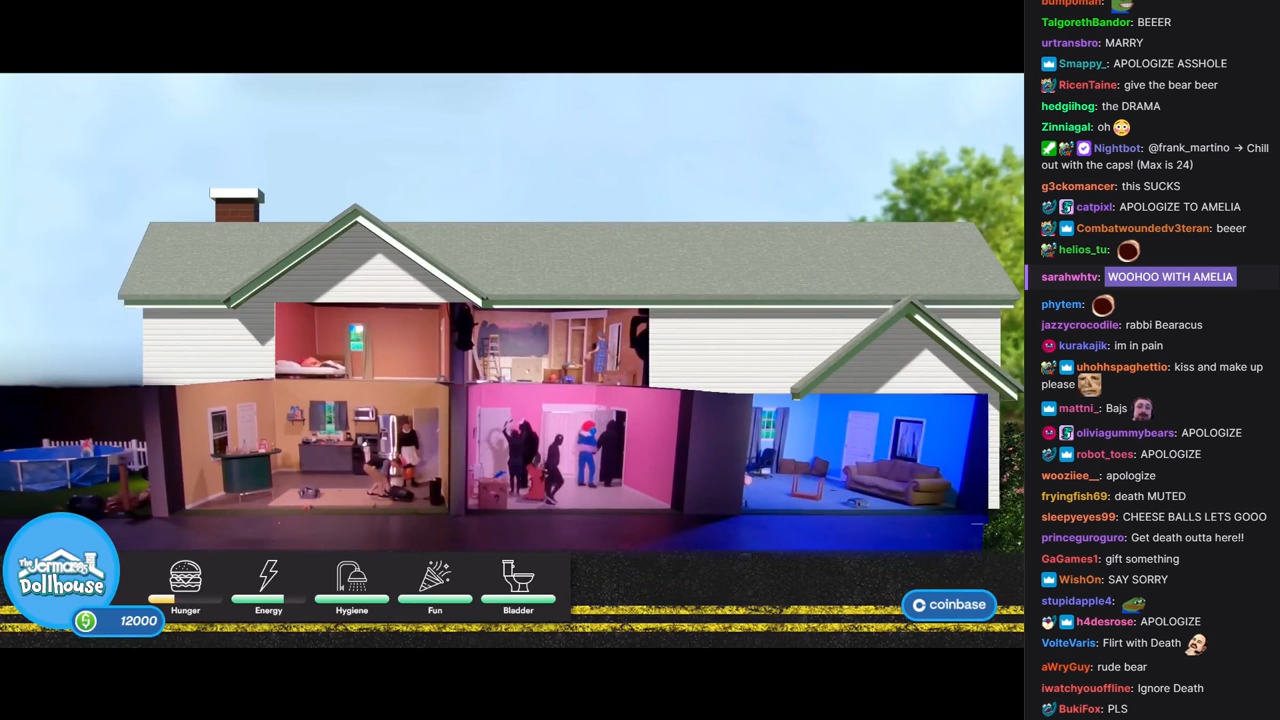 bumpoman:
TalgorethBandor: BEEER
urtransbro: MARRY
Smappy_: APOLOGIZE ASSHOLE
RicenTaine: give the bear beer
hedgiihog: the DRAMA
Zinniagal: oh
Nightbot: @frank_martino → Chill
out with the caps! (Max is 24)
g3ckomancer: this SUCKS
catpixl: APOLOGIZE TO AMELIA
Combatwoundedv3teran: beeer
helios_tu:
sarahwhtv: WOOHOO WITH AMELIA
phytem:
jazzycrocodile: rabbi Bearacus
kurakajik: im in pain
uhohhspaghettio: kiss and make up
please
mattni_: Bajs
oliviagummybears: APOLOGIZE
robot_toes: APOLOGIZE
wooziiee__: apologize
fryingfish69: death MUTED
sleepyeyes99: CHEESE BALLS LETS GOOO
princeguroguro: Get death outta here!!
GaGames1: gift something
WishOn: SAY SORRY
stupidapple4:
h4desrose: APOLOGIZE
VolteVaris: Flirt with Death
aWryGuy: rude bear
iwatchyouoffline: Ignore Death
BukiFox: PLS
The Jerma985
Dollhouse
12000
Hunger
Energy
Hygiene
Fun
Bladder
coinbase